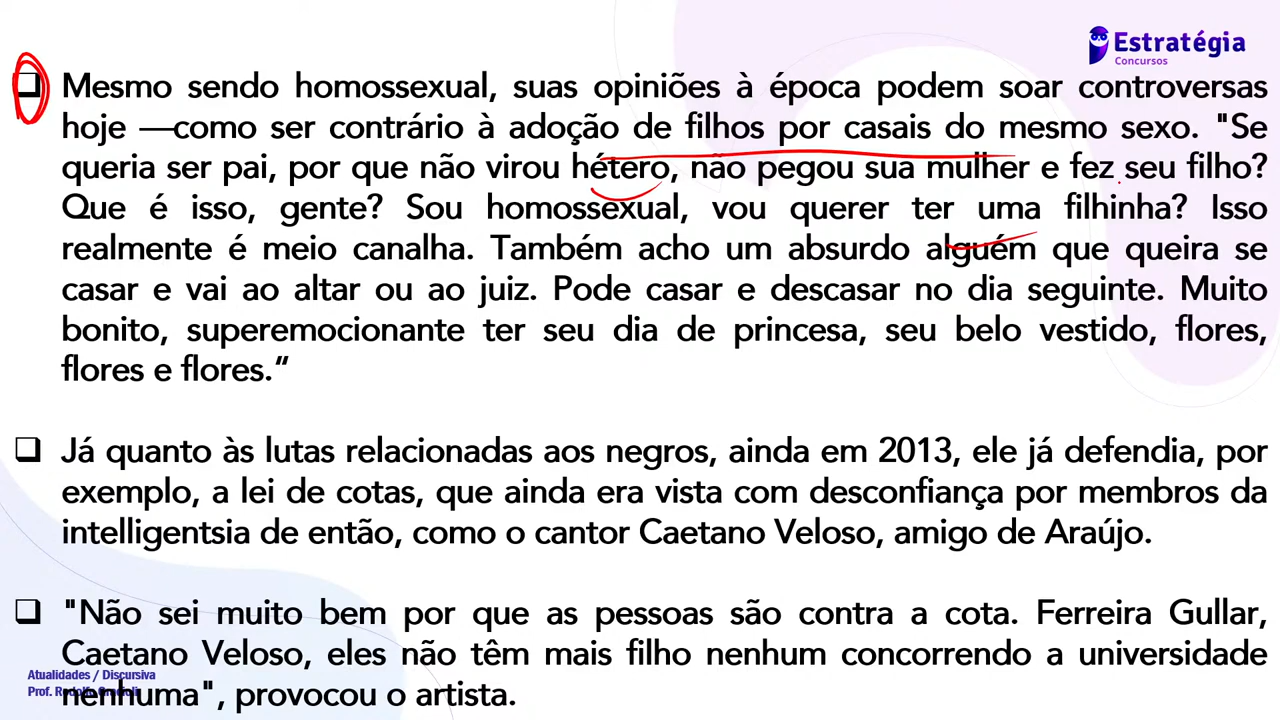 Estratégia
Concursos
Mesmo sendo homossexual, suas opiniões à época podem soar controversas
hoje —como ser contrário à adoção de filhos por casais do mesmo sexo. "Se
queria ser pai, por que não virou hétero, não pegou sua mulher e fez seu filho?
Que é isso, gente? Sou homossexual, vou querer ter uma filhinha? Isso
realmente é meio canalha. Também acho um absurdo alguém que queira se
casar e vai ao altar ou ao juiz. Pode casar e descasar no dia seguinte. Muito
bonito, superemocionante ter seu dia de princesa, seu belo vestido, flores,
flores e flores.“
Já quanto às lutas relacionadas aos negros, ainda em 2013, ele já defendia, por
exemplo, a lei de cotas, que ainda era vista com desconfiança por membros da
intelligentsia de então, como o cantor Caetano Veloso, amigo de Araújo.
"Não sei muito bem por que as pessoas são contra a cota. Ferreira Gullar,
Caetano Veloso, eles não têm mais filho nenhum concorrendo a universidade
nenhuma", provocou o artista.
Atualidades / Discursiva
Prof. Rodolfo Gracioli